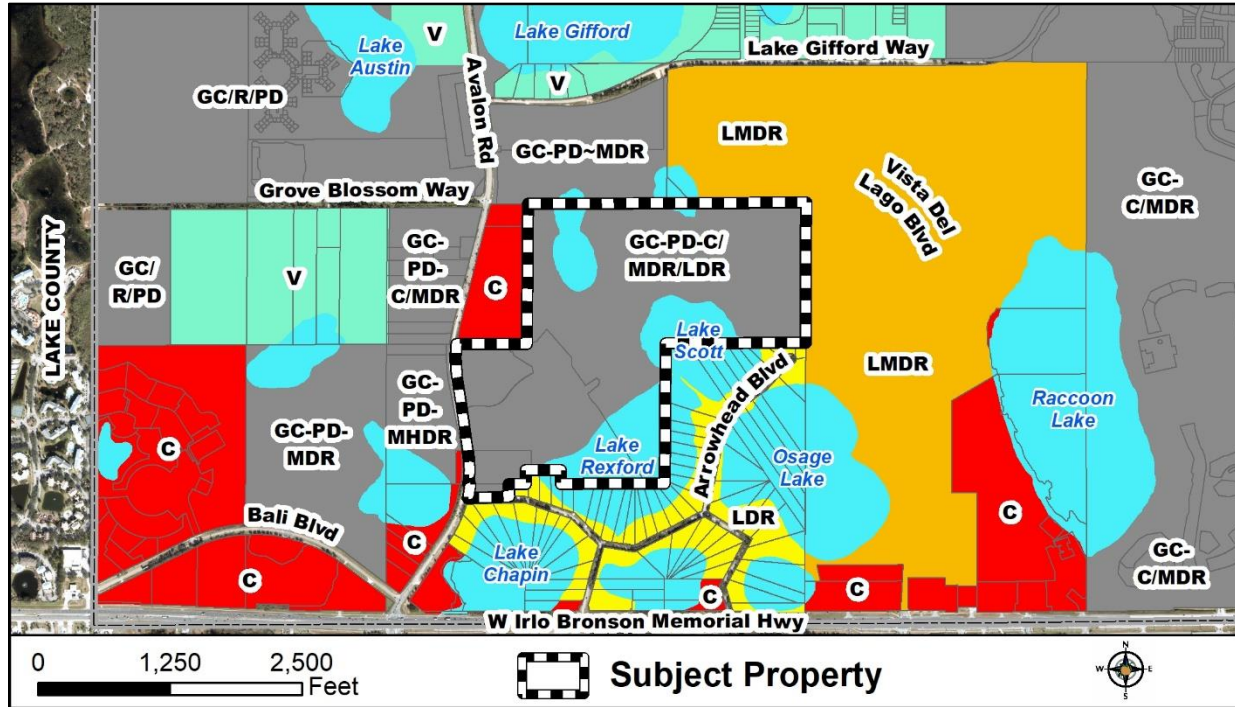 Lake
Austin
V
Lake Gifford
Lake Gifford Way
V
Avalon Rd
GC/R/PD
GC-PD~MDR
LMDR
Vista Del
Lago Blvd
GC-
C/MDR
Grove Blossom Way
LAKE COUNTY
GC/
R/PD
V
GC-
PD-
C/MDR
C
GC-PD-C/
MDR/LDR
Lake
Scott
LMDR
Raccoon
Lake
C
GC-PD-
MDR
GC-
PD-
MHDR
Lake
Rexford
Arrowhead Blvd
Osage
Lake
LDR
C
Bali Blvd
C
C
Lake
Chapin
C
C
GC-
C/MDR
W Irlo Bronson Memorial Hwy
0 1,250 2,500
Feet
Subject Property
N
W E
S